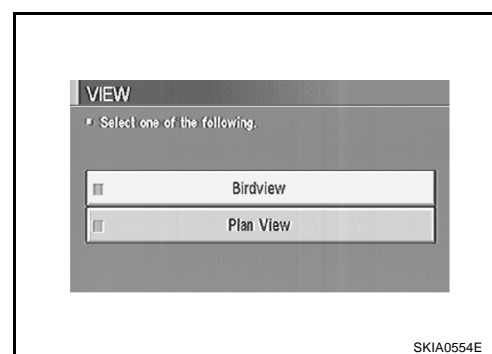 VIEW
Select one of the following.
Birdview
Plan View
SKIA0554E